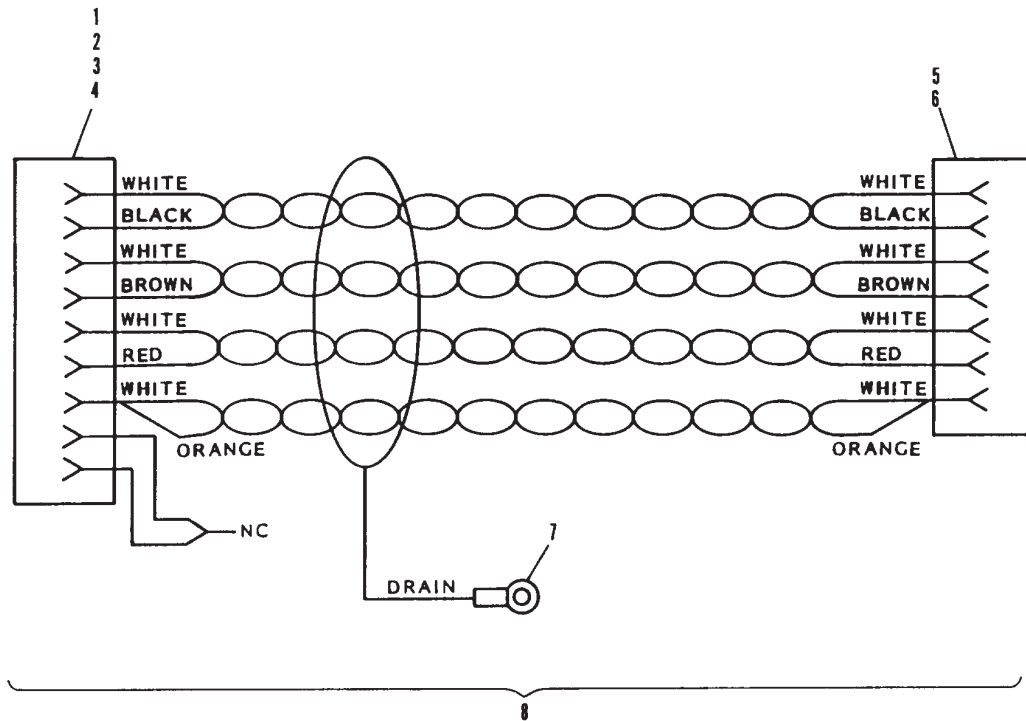 1
2
3
4
5
6
WHITE WHITE
BLACK BLACK
WHITE WHITE
BROWN BROWN
WHITE WHITE
RED RED
WHITE WHITE
ORANGE ORANGE
NC
7
DRAIN
8